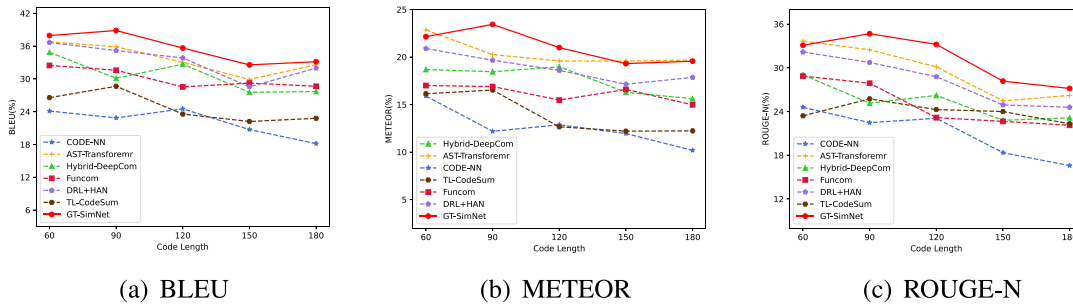 42
36
30
24
18
12
6
BLEU(%)
CODE-NN
AST-Transforemr
Hybrid-DeepCom
Funcom
DRL+HAN
TL-CodeSum
GT-SimNet
60 90 120 150 180
Code Length
(a) BLEU
25
20
15
10
5
METEOR(%)
Hybrid-DeepCom
AST-Transforemr
CODE-NN
TL-CodeSum
Funcom
DRL+HAN
GT-SimNet
60 90 120 150 180
Code Length
(b) METEOR
36
30
24
18
12
ROUGE-N(%)
CODE-NN
AST-Transforemr
Hybrid-DeepCom
Funcom
DRL+HAN
TL-CodeSum
GT-SimNet
60 90 120 150 180
Code Length
(c) ROUGE-N